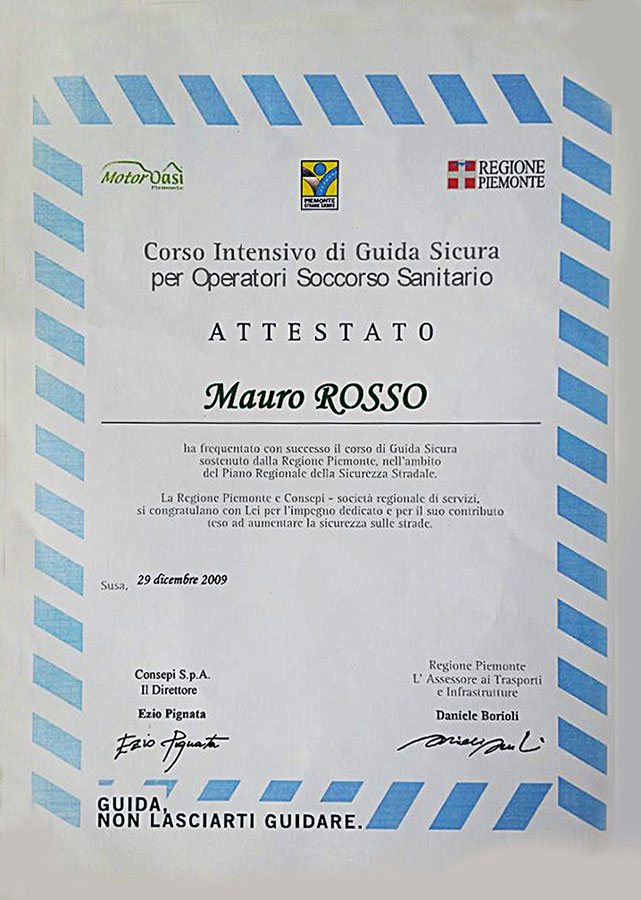 MotorOasi
Piemonte
PIEMONTE
STRADE SICURE
REGIONE
PIEMONTE
Corso Intensivo di Guida Sicura
per Operatori Soccorso Sanitario
ATTESTATO
Mauro ROSSO
ha frequentato con successo il corso di Guida Sicura
sostenuto dalla Regione Piemonte, nell'ambito
del Piano Regionale della Sicurezza Stradale.
La Regione Piemonte e Consepi - società regionale di servizi,
si congratulano con Lei per l'impegno dedicato e per il suo contributo
teso ad aumentare la sicurezza sulle strade.
Susa, 29 dicembre 2009
Consepi S.p.A.
Il Direttore
Ezio Pignata
Ezio Pignata
Regione Piemonte
L' Assessore ai Trasporti
e Infrastrutture
Daniele Borioli
GUIDA,
NON LASCIARTI GUIDARE.